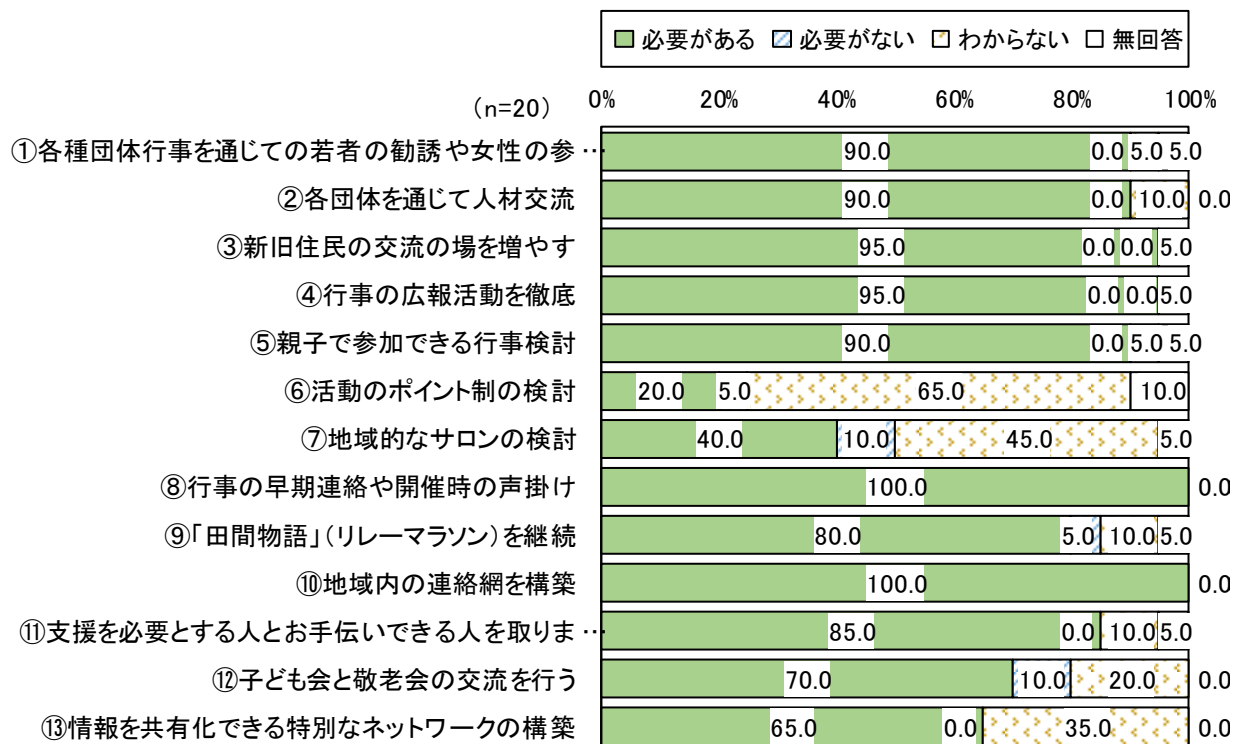 必要がある 必要がない わからない 無回答
(n=20) 0% 20% 40% 60% 80% 100%
①各種団体行事を通じての若者の勧誘や女性の参… 90.0 0.0 5.0 5.0
②各団体を通じて人材交流 90.0 0.0 10.0 0.0
③新旧住民の交流の場を増やす 95.0 0.0 0.0 5.0
④行事の広報活動を徹底 95.0 0.0 0.0 5.0
⑤親子で参加できる行事検討 90.0 0.0 5.0 5.0
⑥活動のポイント制の検討 20.0 5.0 65.0 10.0
⑦地域的なサロンの検討 40.0 10.0 45.0 5.0
⑧行事の早期連絡や開催時の声掛け 100.0 0.0
⑨「田間物語」(リレーマラソン)を継続 80.0 5.0 10.0 5.0
⑩地域内の連絡網を構築 100.0 0.0
⑪支援を必要とする人とお手伝いできる人を取りま… 85.0 0.0 10.0 5.0
⑫子ども会と敬老会の交流を行う 70.0 10.0 20.0 0.0
⑬情報を共有化できる特別なネットワークの構築 65.0 0.0 35.0 0.0